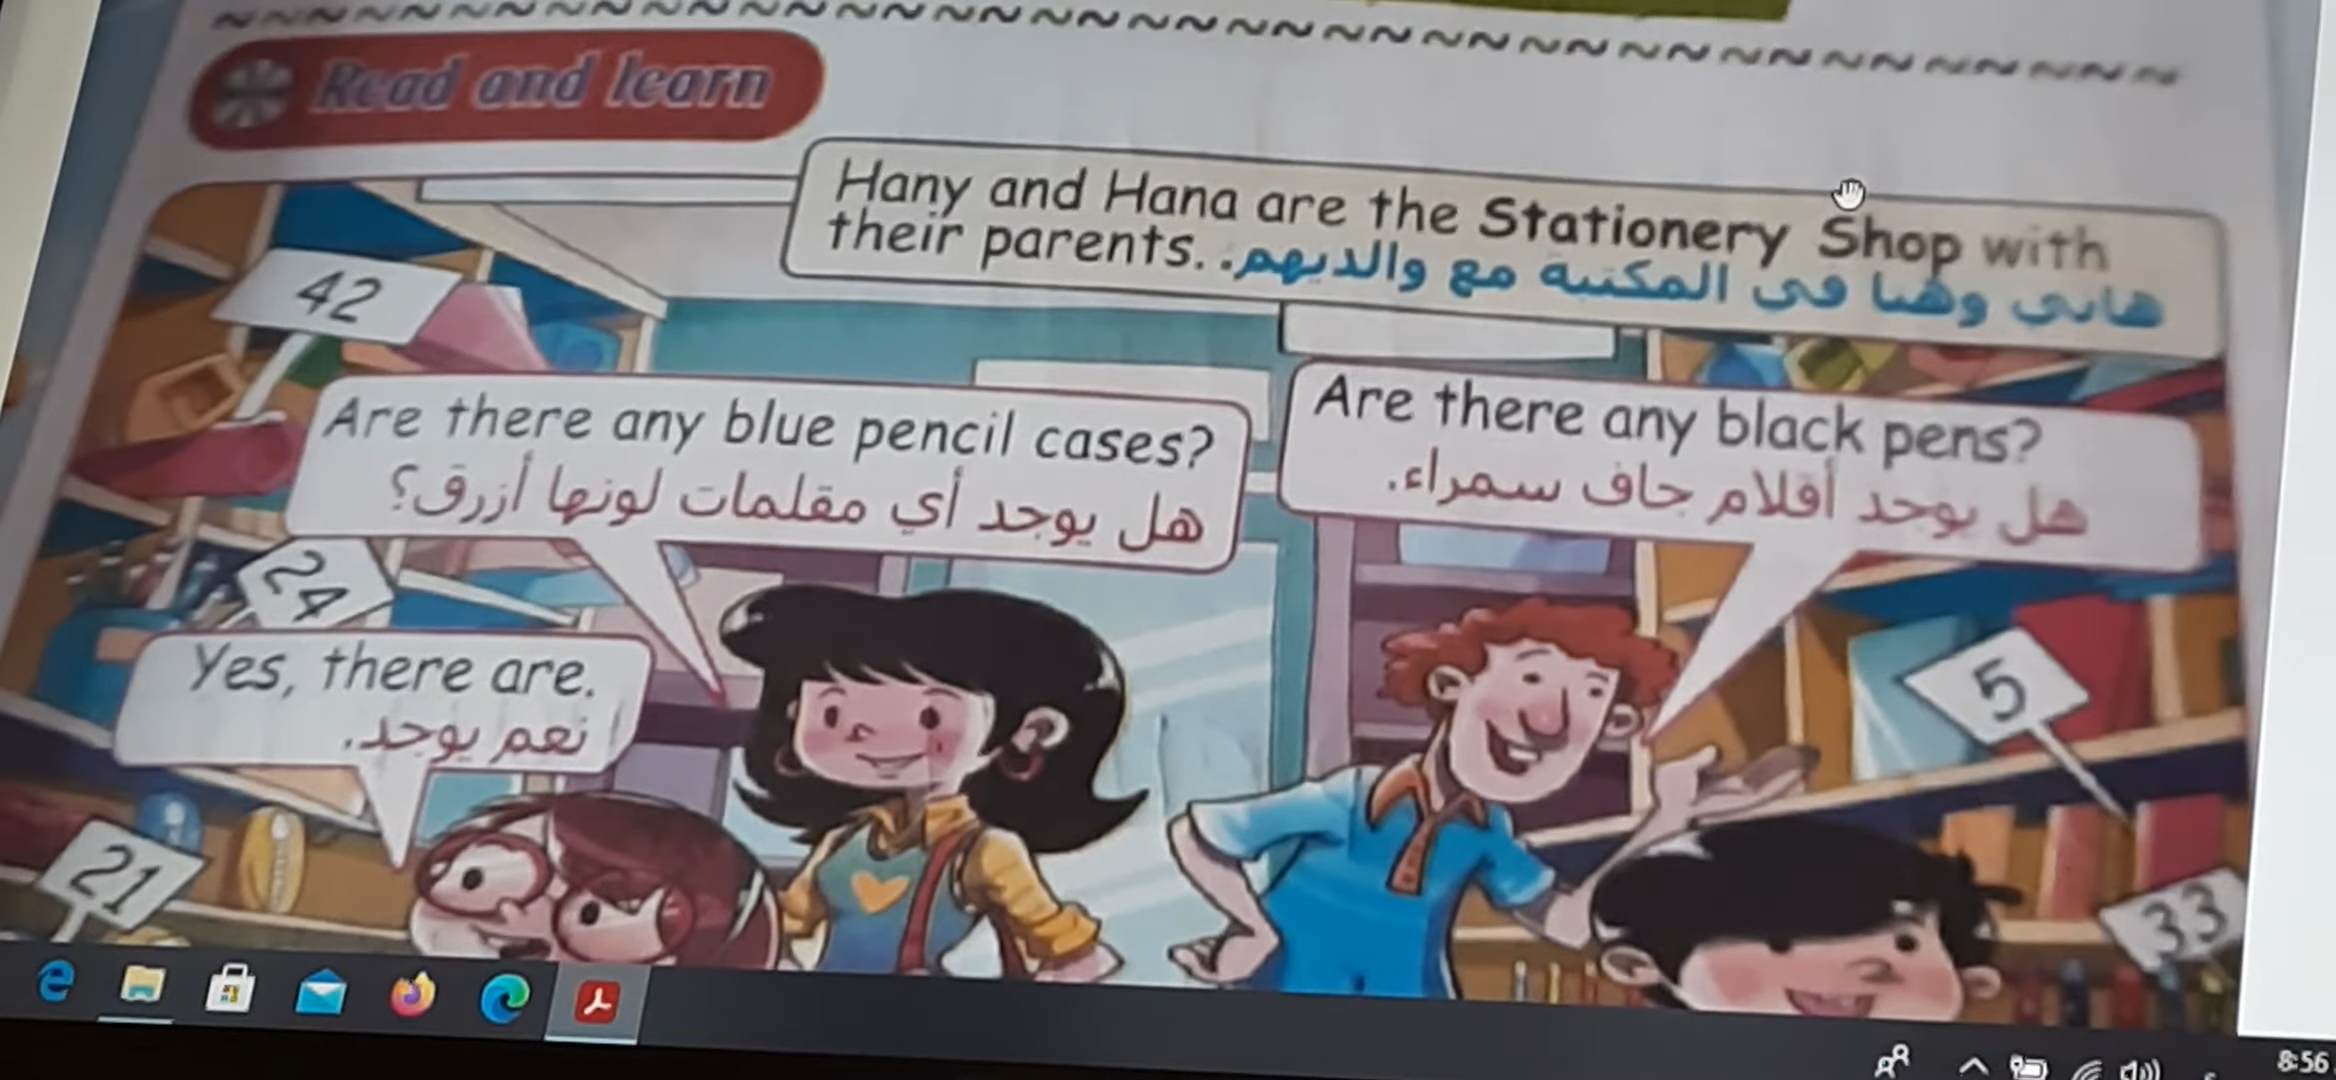 Read and learn
Hany and Hana are the Stationery Shop with
their parents. .هاني وهنا في المكتبة مع والديهم.
42
Are there any blue pencil cases?
هل يوجد أي مقلمات لونها أزرق؟
Are there any black pens?
هل يوجد أقلام جاف سمراء.
24
Yes, there are.
نعم يوجد.
5
21
33
8:56